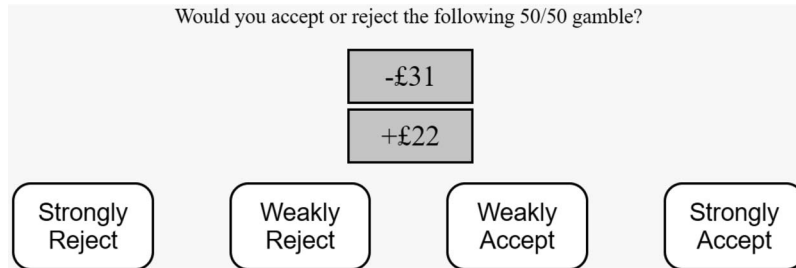 Would you accept or reject the following 50/50 gamble?
-£31
+£22
Strongly
Reject
Weakly
Reject
Weakly
Accept
Strongly
Accept